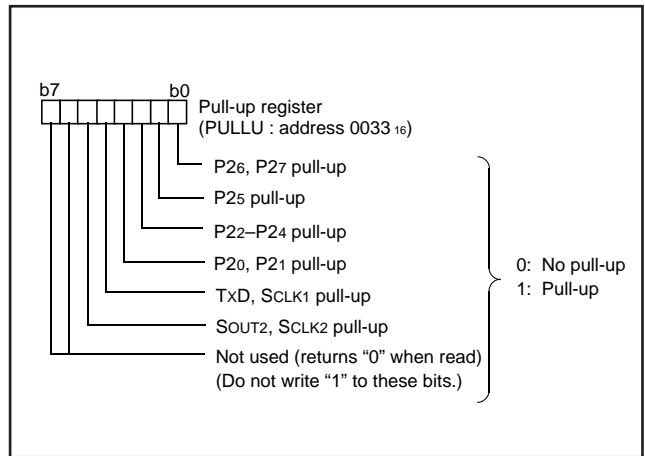 b7 b0
Pull-up register
(PULLU : address 0033 16)
P26, P27 pull-up
P25 pull-up
P22–P24 pull-up
P20, P21 pull-up
TxD, SCLK1 pull-up
SOUT2, SCLK2 pull-up
Not used (returns “0” when read)
(Do not write “1” to these bits.)
0: No pull-up
1: Pull-up